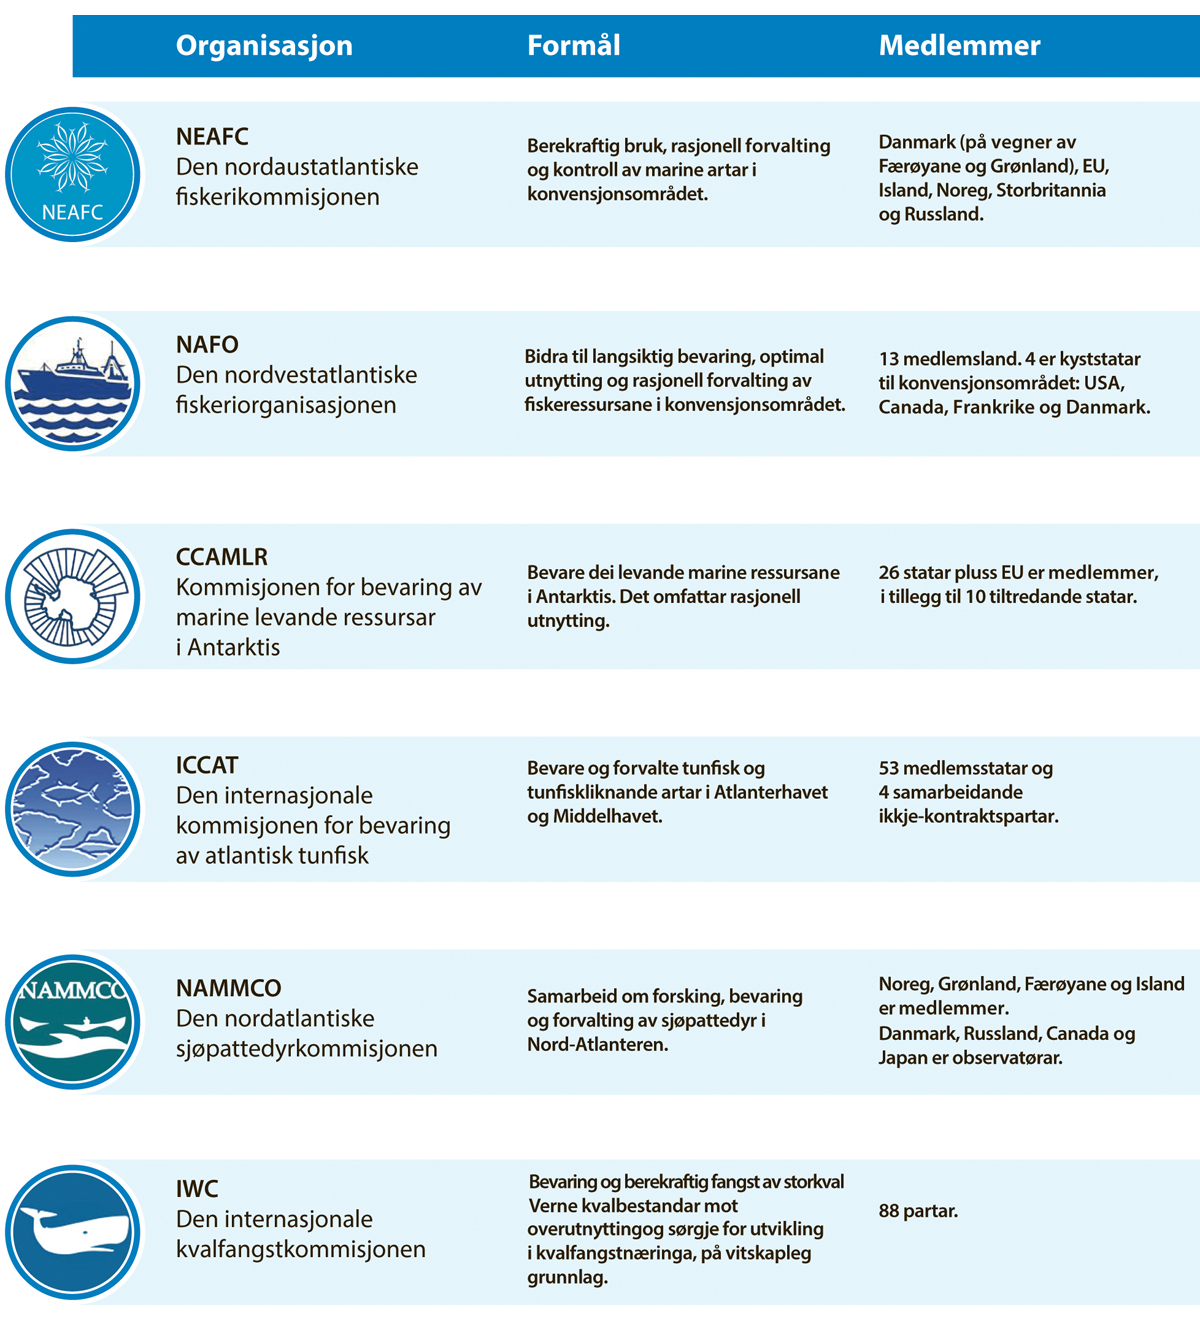 Organisasjon
Formål
Medlemmer
NEAFC
NEAFC
Den nordaustatlantiske
fiskerikommisjonen
Berekraftig bruk, rasjonell forvalting
og kontroll av marine artar i
konvensjonsområdet.
Danmark (på vegner av
Færøyane og Grønland), EU,
Island, Noreg, Storbritannia
og Russland.
NAFO
Den nordvestatlantiske
fiskeriorganisasjonen
Bidra til langsiktig bevaring, optimal
utnytting og rasjonell forvalting av
fiskeressursane i konvensjonsområdet.
13 medlemsland. 4 er kyststatar
til konvensjonsområdet: USA,
Canada, Frankrike og Danmark.
CCAMLR
Kommisjonen for bevaring av
marine levande ressursar
i Antarktis
Bevare dei levande marine ressursane
i Antarktis. Det omfattar rasjonell
utnytting.
26 statar pluss EU er medlemmer,
i tillegg til 10 tiltredande statar.
ICCAT
Den internasjonale
kommisjonen for bevaring
av atlantisk tunfisk
Bevare og forvalte tunfisk og
tunfiskliknande artar i Atlanterhavet
og Middelhavet.
53 medlemsstatar og
4 samarbeidande
ikkje-kontraktspartar.
NAMMCO
NAMMCO
Den nordatlantiske
sjøpattedyrkommisjonen
Samarbeid om forsking, bevaring
og forvalting av sjøpattedyr i
Nord-Atlanteren.
Noreg, Grønland, Færøyane og Island
er medlemmer.
Danmark, Russland, Canada og
Japan er observatørar.
IWC
Den internasjonale
kvalfangstkommisjonen
Bevaring og berekraftig fangst av storkval
Verne kvalbestandar mot
overutnyttingog sørgje for utvikling
i kvalfangstnæringa, på vitskapleg
grunnlag.
88 partar.